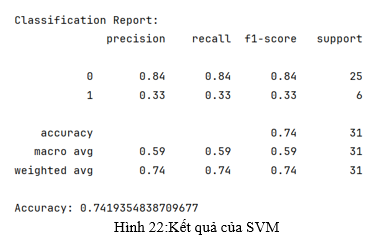 Classification Report:
precision recall f1-score support
0 0.84 0.84 0.84 25
1 0.33 0.33 0.33 6
accuracy 0.74 31
macro avg 0.59 0.59 0.59 31
weighted avg 0.74 0.74 0.74 31
Accuracy: 0.7419354838709677
Hình 22:Kết quả của SVM